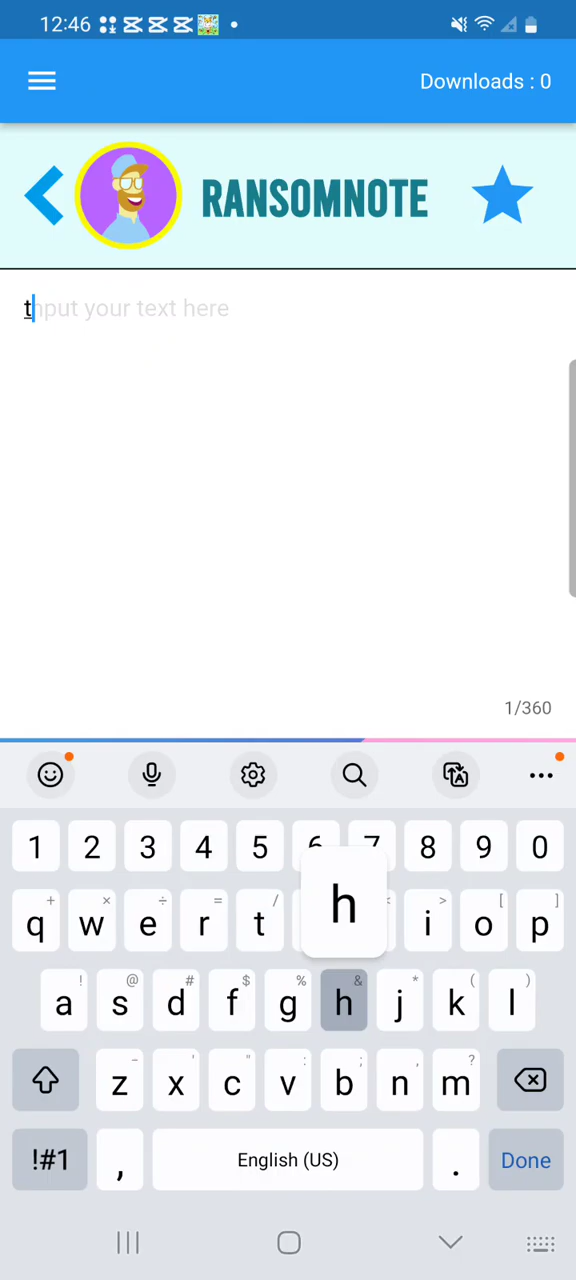 12:46
Downloads : 0
RANSOMNOTE
tnput your text here
1/360
1 2 3 4 5 6 7 8 9 0
+ × ÷ = / < > [ ]
q w e r t i o p
h
! @ # $ % & * ( )
a s d f g h j k l
- ' " : ; , ?
z x c v b n m
!#1 , English (US) . Done